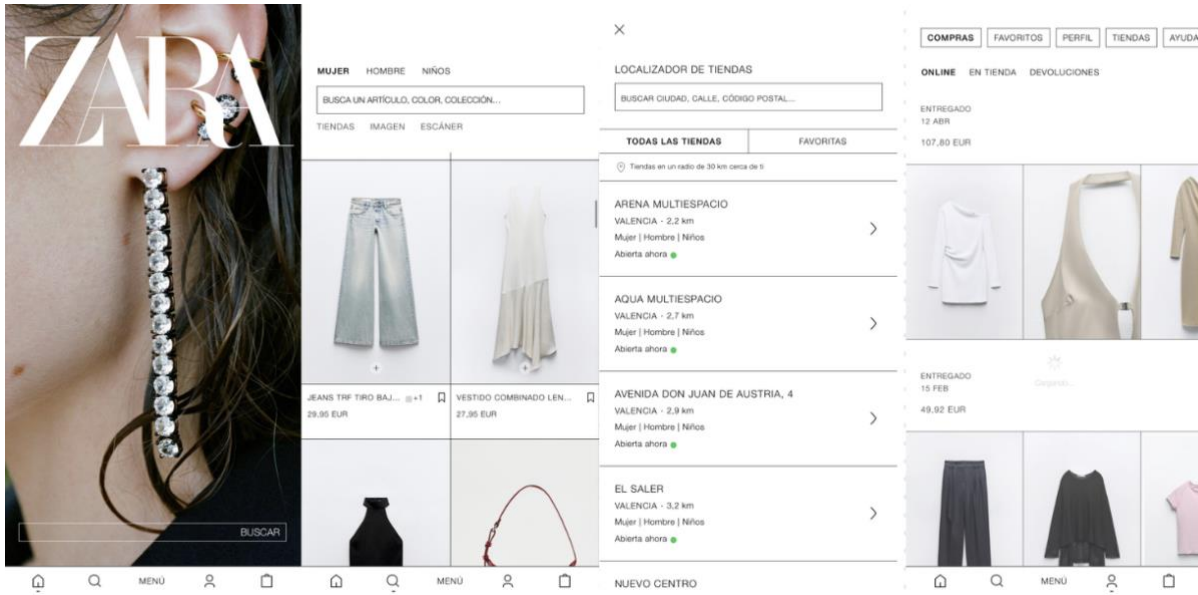 ZARA
BUSCAR
MENÚ
MUJER HOMBRE NIÑOS
BUSCA UN ARTÍCULO, COLOR, COLECCIÓN...
TIENDAS IMAGEN ESCÁNER
JEANS TRF TIRO BAJ... +1
29,95 EUR
VESTIDO COMBINADO LEN...
27,95 EUR
MENÚ
LOCALIZADOR DE TIENDAS
BUSCAR CIUDAD, CALLE, CÓDIGO POSTAL...
TODAS LAS TIENDAS FAVORITAS
Tiendas en un radio de 30 km cerca de ti
ARENA MULTIESPACIO
VALENCIA - 2,2 km
Mujer | Hombre | Niños
Abierta ahora
AQUA MULTIESPACIO
VALENCIA - 2,7 km
Mujer | Hombre | Niños
Abierta ahora
AVENIDA DON JUAN DE AUSTRIA, 4
VALENCIA - 2,9 km
Mujer | Hombre | Niños
Abierta ahora
EL SALER
VALENCIA - 3,2 km
Mujer | Hombre | Niños
Abierta ahora
NUEVO CENTRO
COMPRAS FAVORITOS PERFIL TIENDAS AYUDA
ONLINE EN TIENDA DEVOLUCIONES
ENTREGADO
12 ABR
107,80 EUR
Cargando...
ENTREGADO
15 FEB
49,92 EUR
MENÚ